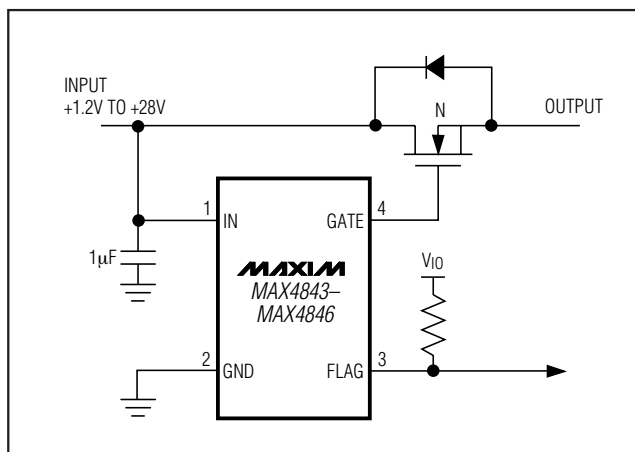 INPUT
+1.2V TO +28V
N
OUTPUT
1
IN
GATE
4
1μF
MAXIM
MAX4843–
MAX4846
VIO
2
GND
FLAG
3